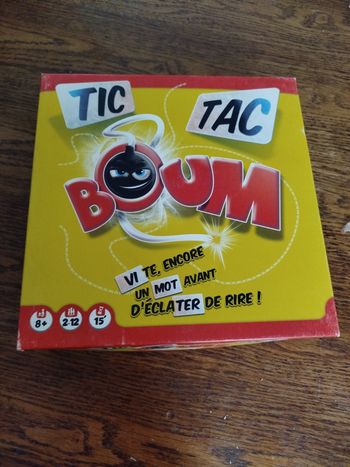 TIC
TAC
BOUM
VITE, ENCORE
UN MOT AVANT
D'ÉCLATER DE RIRE !
8+
2-12
15'